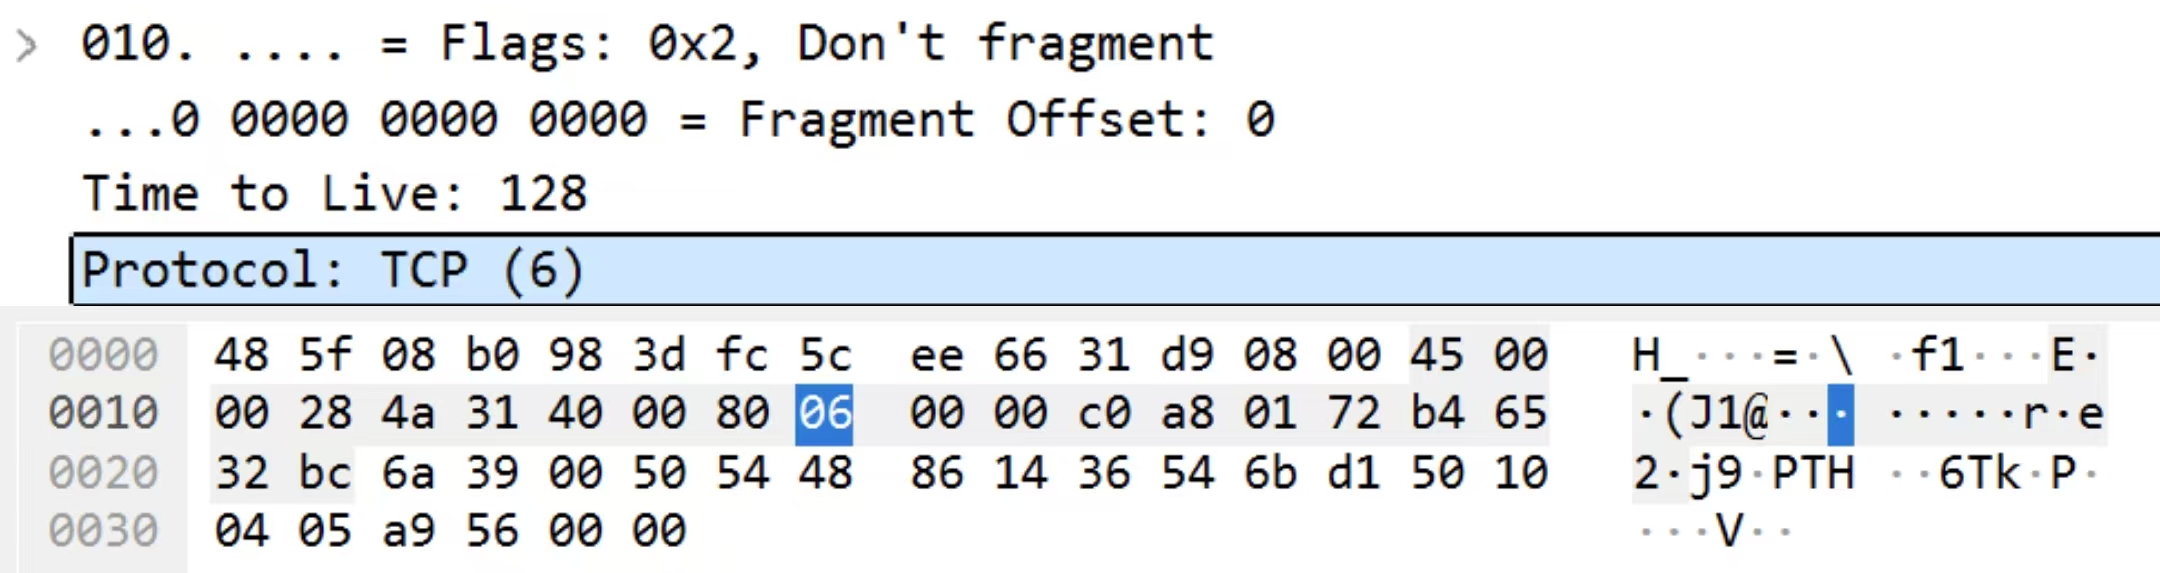 010. .... = Flags: 0x2, Don't fragment
...0 0000 0000 0000 = Fragment Offset: 0
Time to Live: 128
Protocol: TCP (6)
0000 48 5f 08 b0 98 3d fc 5c ee 66 31 d9 08 00 45 00 H_···=·\ ·f1···E·
0010 00 28 4a 31 40 00 80 06 00 00 c0 a8 01 72 b4 65 ·(J1@··· ·····r·e
0020 32 bc 6a 39 00 50 54 48 86 14 36 54 6b d1 50 10 2·j9·PTH ··6Tk·P·
0030 04 05 a9 56 00 00 ···V··